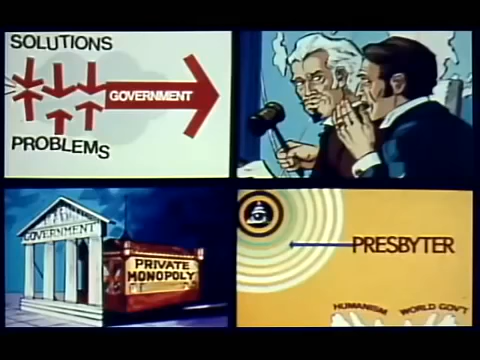 SOLUTIONS
GOVERNMENT
PROBLEMS
GOVERNMENT
PRIVATE
MONOPOLY
PRESBYTER
HUMANISM
WORLD GOV'T